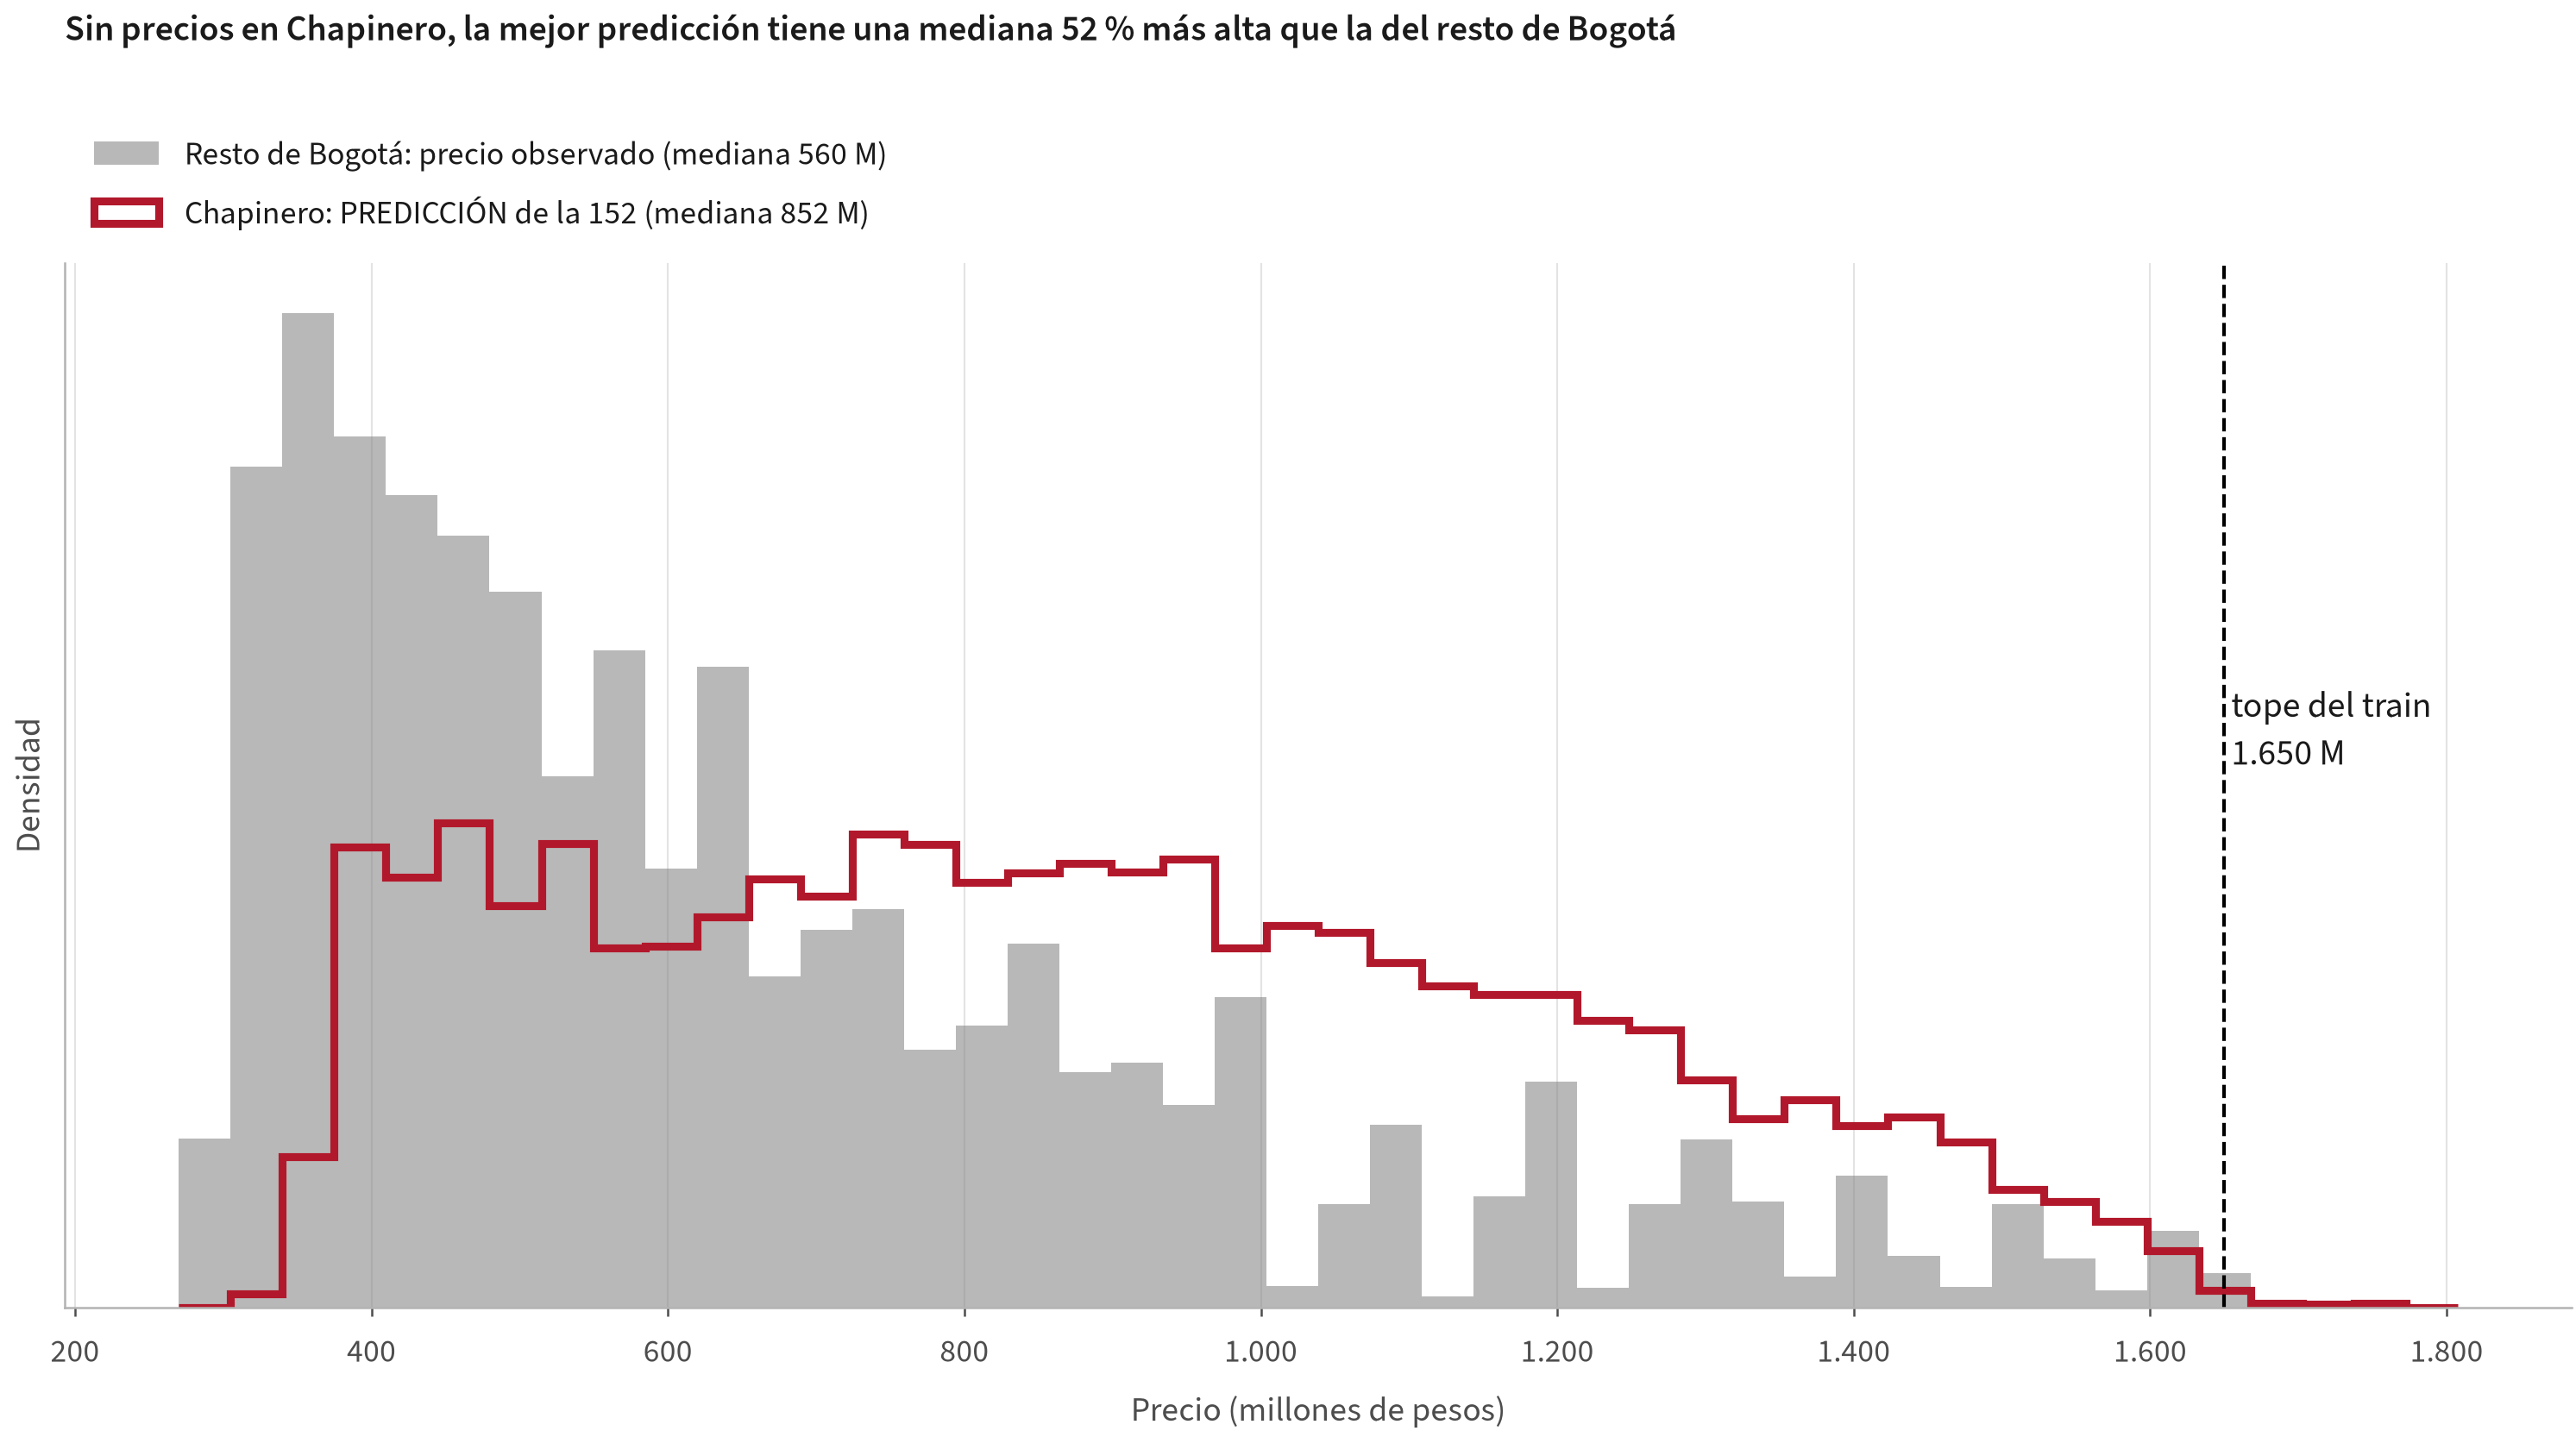 Sin precios en Chapinero, la mejor predicción tiene una mediana 52 % más alta que la del resto de Bogotá
Resto de Bogotá: precio observado (mediana 560 M)
Chapinero: PREDICCIÓN de la 152 (mediana 852 M)
Densidad
tope del train
1.650 M
200 400 600 800 1.000 1.200 1.400 1.600 1.800
Precio (millones de pesos)